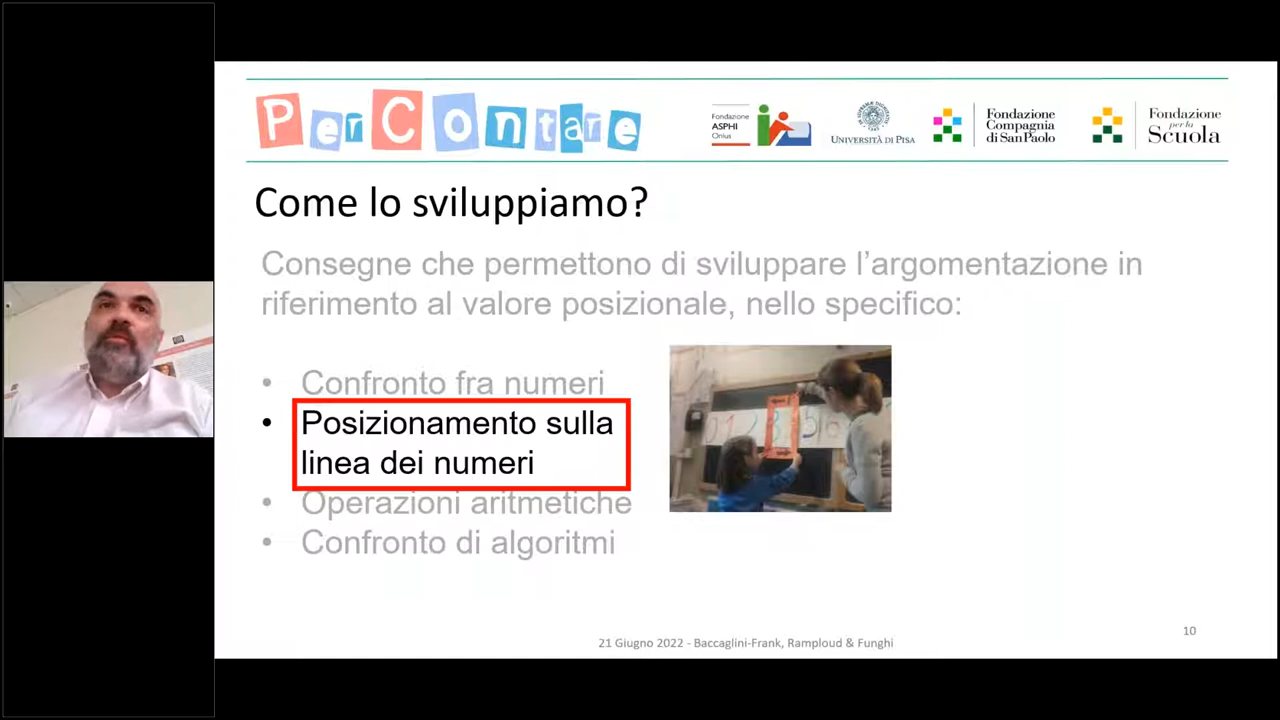 PerContare
Fondazione
ASPHI
Onlus
UNIVERSITÀ DI PISA
Fondazione
Compagnia
di San Paolo
Fondazione
per la
Scuola
Come lo sviluppiamo?
Consegne che permettono di sviluppare l’argomentazione in
riferimento al valore posizionale, nello specifico:
• Confronto fra numeri
• Posizionamento sulla
linea dei numeri
• Operazioni aritmetiche
• Confronto di algoritmi
21 Giugno 2022 - Baccaglini-Frank, Ramploud & Funghi
10